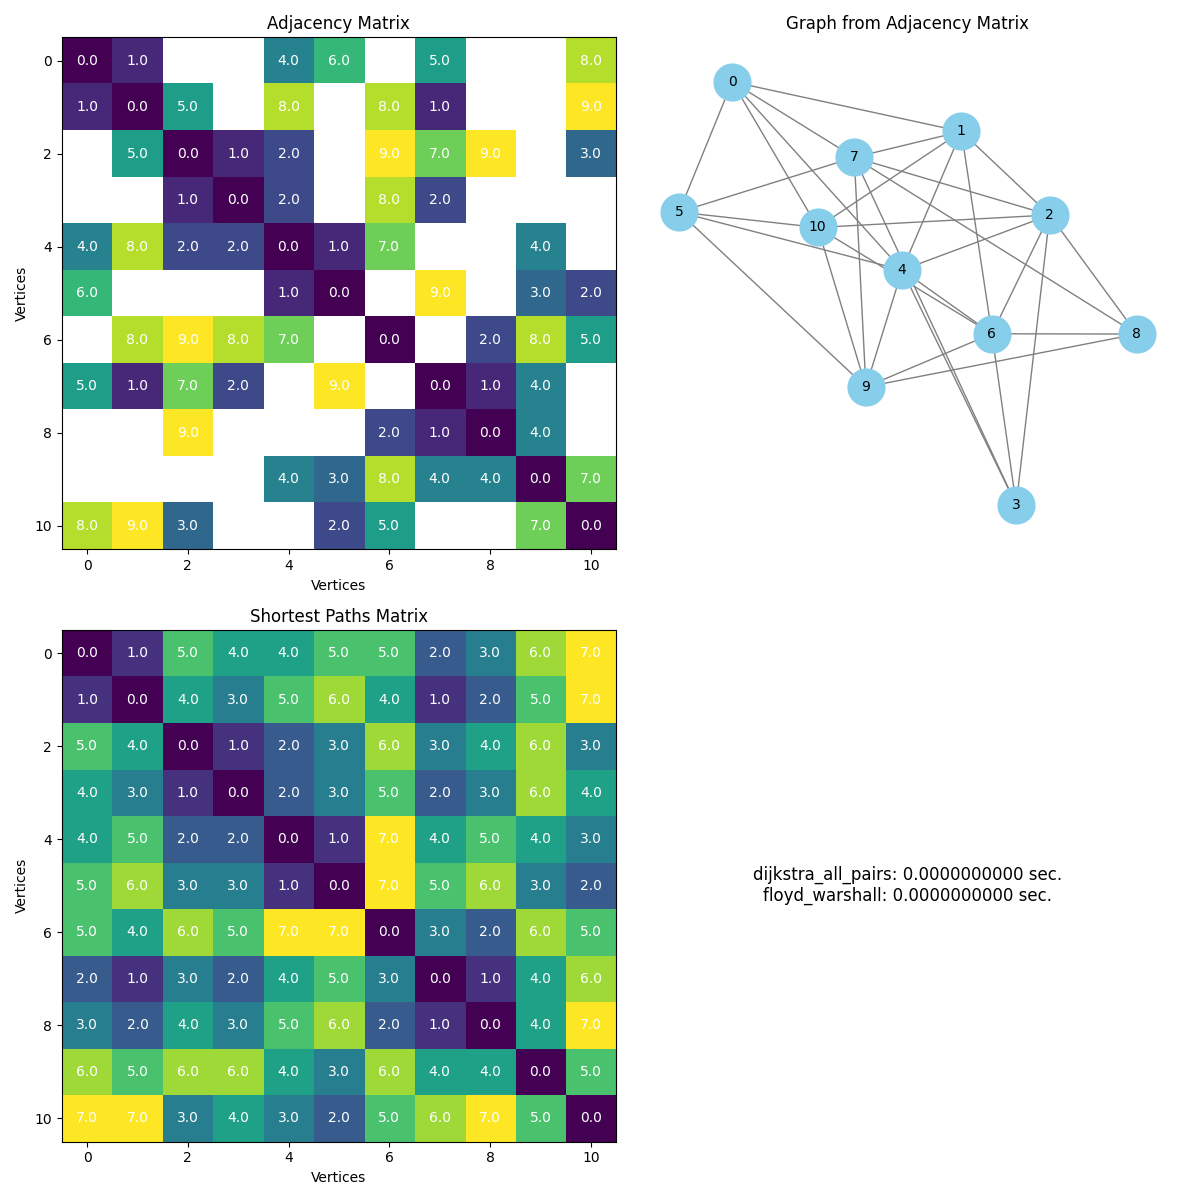 Adjacency Matrix
0 0.0 1.0 4.0 6.0 5.0 8.0
1.0 0.0 5.0 8.0 8.0 1.0 9.0
2 5.0 0.0 1.0 2.0 9.0 7.0 9.0 3.0
1.0 0.0 2.0 8.0 2.0
4 4.0 8.0 2.0 2.0 0.0 1.0 7.0 4.0
6.0 1.0 0.0 9.0 3.0 2.0
6 8.0 9.0 8.0 7.0 0.0 2.0 8.0 5.0
5.0 1.0 7.0 2.0 9.0 0.0 1.0 4.0
8 9.0 2.0 1.0 0.0 4.0
4.0 3.0 8.0 4.0 4.0 0.0 7.0
10 8.0 9.0 3.0 2.0 5.0 7.0 0.0
0 2 4 6 8 10
Vertices
Vertices
Graph from Adjacency Matrix
0
1
7
5
2
10
4
6
8
9
3
Shortest Paths Matrix
0 0.0 1.0 5.0 4.0 4.0 5.0 5.0 2.0 3.0 6.0 7.0
1.0 0.0 4.0 3.0 5.0 6.0 4.0 1.0 2.0 5.0 7.0
2 5.0 4.0 0.0 1.0 2.0 3.0 6.0 3.0 4.0 6.0 3.0
4.0 3.0 1.0 0.0 2.0 3.0 5.0 2.0 3.0 6.0 4.0
4 4.0 5.0 2.0 2.0 0.0 1.0 7.0 4.0 5.0 4.0 3.0
5.0 6.0 3.0 3.0 1.0 0.0 7.0 5.0 6.0 3.0 2.0
6 5.0 4.0 6.0 5.0 7.0 7.0 0.0 3.0 2.0 6.0 5.0
2.0 1.0 3.0 2.0 4.0 5.0 3.0 0.0 1.0 4.0 6.0
8 3.0 2.0 4.0 3.0 5.0 6.0 2.0 1.0 0.0 4.0 7.0
6.0 5.0 6.0 6.0 4.0 3.0 6.0 4.0 4.0 0.0 5.0
10 7.0 7.0 3.0 4.0 3.0 2.0 5.0 6.0 7.0 5.0 0.0
0 2 4 6 8 10
Vertices
Vertices
dijkstra_all_pairs: 0.0000000000 sec.
floyd_warshall: 0.0000000000 sec.